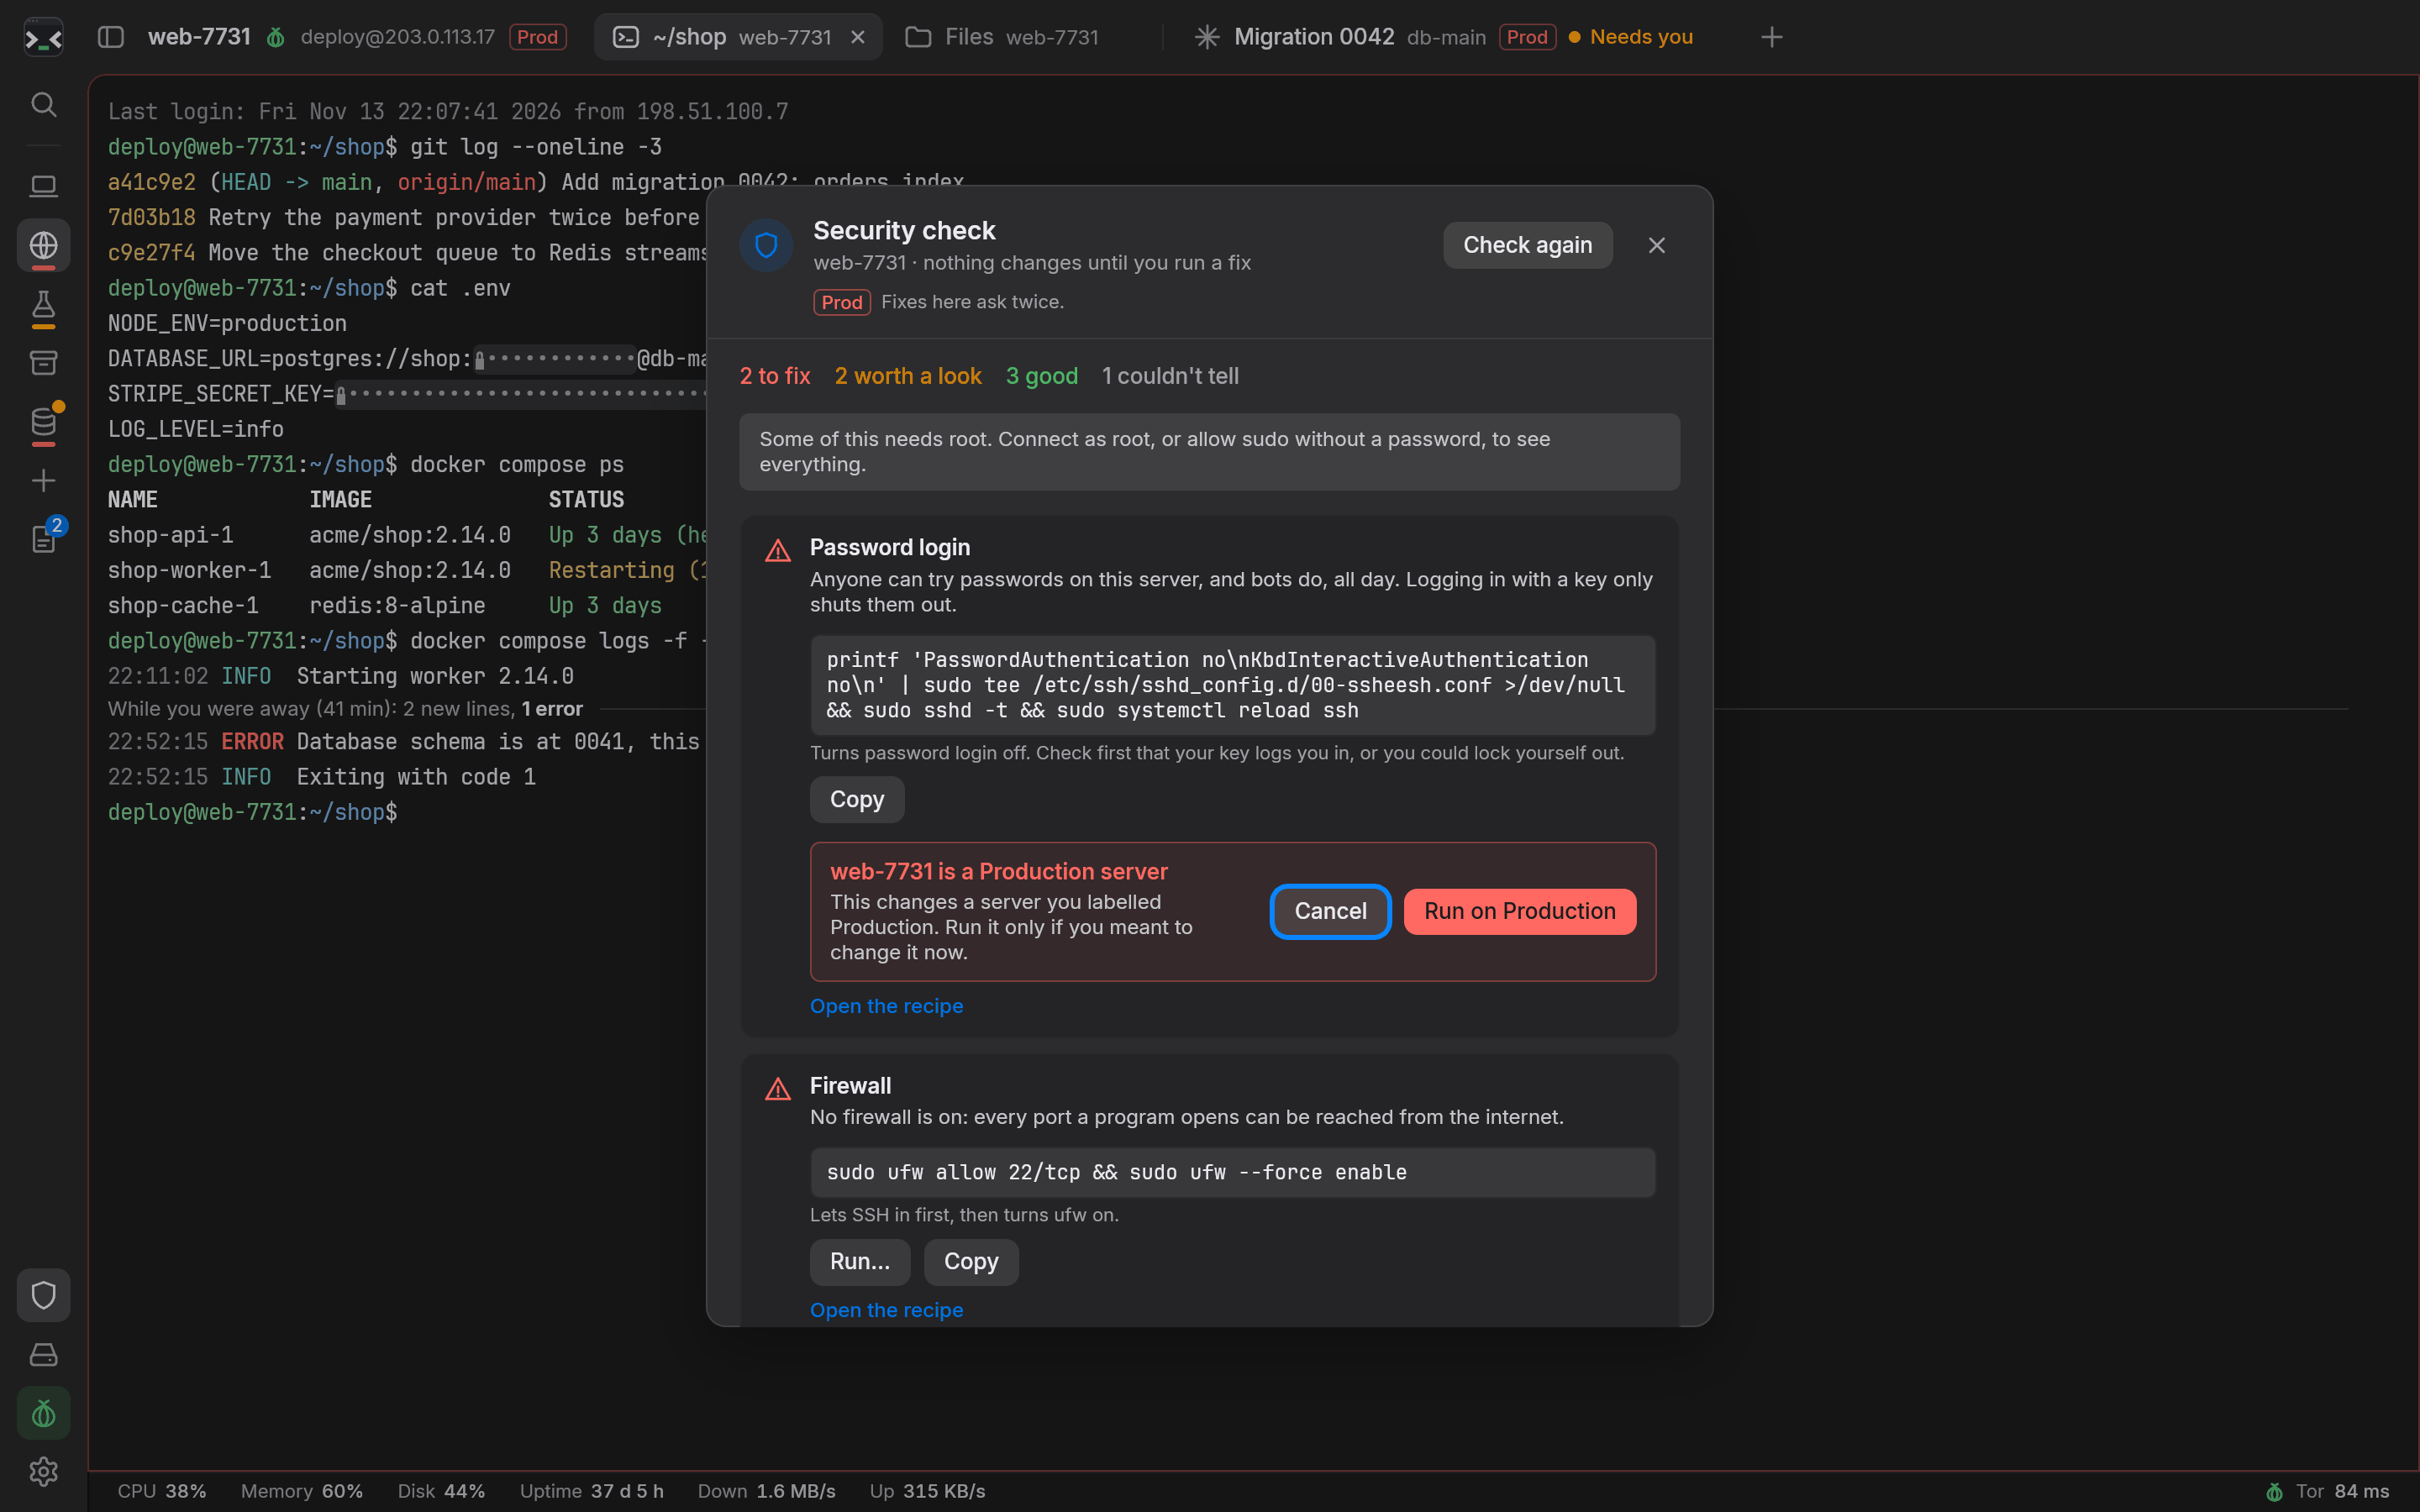 web-7731 deploy@203.0.113.17 Prod
~/shop web-7731
Files web-7731
Migration 0042 db-main Prod Needs you
Last login: Fri Nov 13 22:07:41 2026 from 198.51.100.7
deploy@web-7731:~/shop$ git log --oneline -3
a41c9e2 (HEAD -> main, origin/main) Add migration 0042: orders index
7d03b18 Retry the payment provider twice before
c9e27f4 Move the checkout queue to Redis streams
deploy@web-7731:~/shop$ cat .env
NODE_ENV=production
DATABASE_URL=postgres://shop:••••••••••••@db-ma
STRIPE_SECRET_KEY=
LOG_LEVEL=info
deploy@web-7731:~/shop$ docker compose ps
NAME IMAGE STATUS
shop-api-1 acme/shop:2.14.0 Up 3 days (he
shop-worker-1 acme/shop:2.14.0 Restarting (1
shop-cache-1 redis:8-alpine Up 3 days
deploy@web-7731:~/shop$ docker compose logs -f -
22:11:02 INFO Starting worker 2.14.0
While you were away (41 min): 2 new lines, 1 error
22:52:15 ERROR Database schema is at 0041, this
22:52:15 INFO Exiting with code 1
deploy@web-7731:~/shop$
2
Security check
web-7731 · nothing changes until you run a fix
Prod Fixes here ask twice.
Check again
2 to fix 2 worth a look 3 good 1 couldn't tell
Some of this needs root. Connect as root, or allow sudo without a password, to see
everything.
Password login
Anyone can try passwords on this server, and bots do, all day. Logging in with a key only
shuts them out.
printf 'PasswordAuthentication no\nKbdInteractiveAuthentication
no\n' | sudo tee /etc/ssh/sshd_config.d/00-ssheesh.conf >/dev/null
&& sudo sshd -t && sudo systemctl reload ssh
Turns password login off. Check first that your key logs you in, or you could lock yourself out.
Copy
web-7731 is a Production server
This changes a server you labelled
Production. Run it only if you meant to
change it now.
Cancel
Run on Production
Open the recipe
Firewall
No firewall is on: every port a program opens can be reached from the internet.
sudo ufw allow 22/tcp && sudo ufw --force enable
Lets SSH in first, then turns ufw on.
Run... Copy
Open the recipe
CPU 38% Memory 60% Disk 44% Uptime 37 d 5 h Down 1.6 MB/s Up 315 KB/s
Tor 84 ms